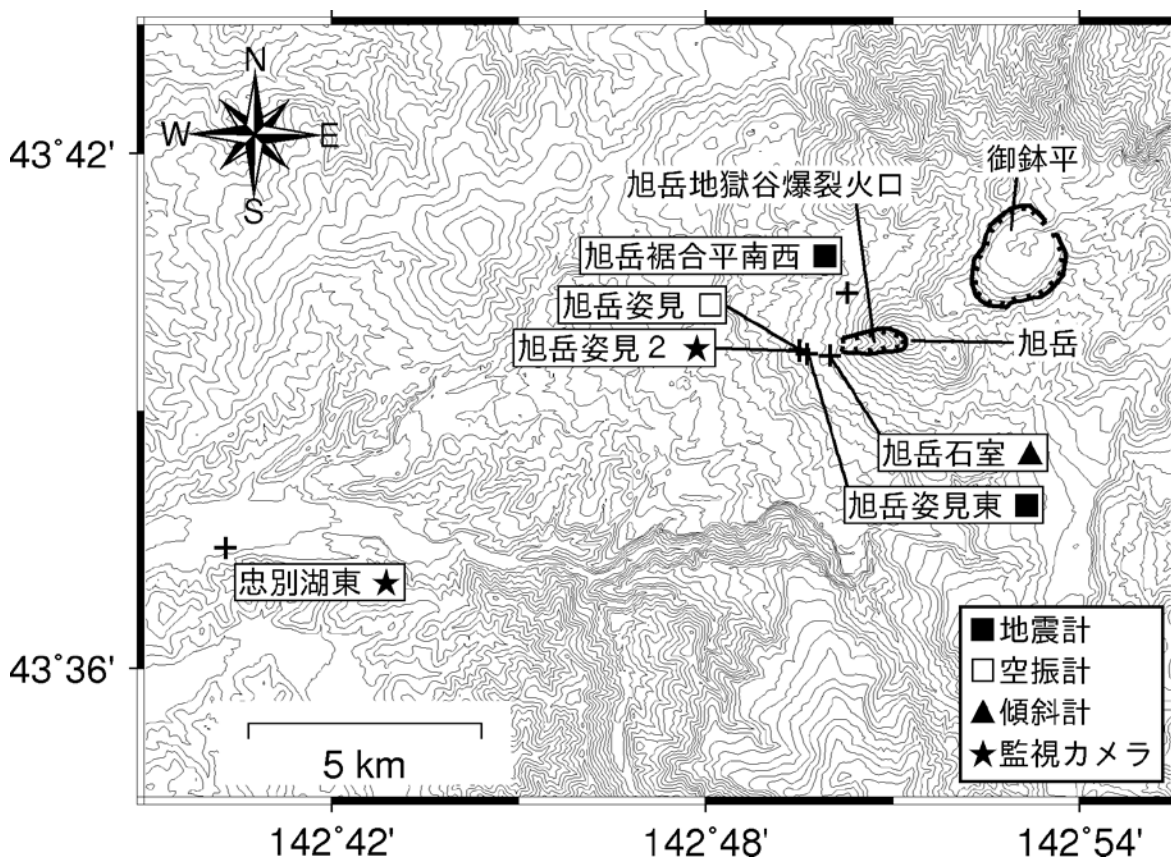 N
W E
S
43°42'
御鉢平
旭岳地獄谷爆裂火口
旭岳裾合平南西 ■
旭岳姿見 □
旭岳姿見２ ★
旭岳
旭岳石室 ▲
旭岳姿見東 ■
忠別湖東 ★
43°36'
■地震計
□空振計
▲傾斜計
★監視カメラ
5 km
142°42'
142°48'
142°54'